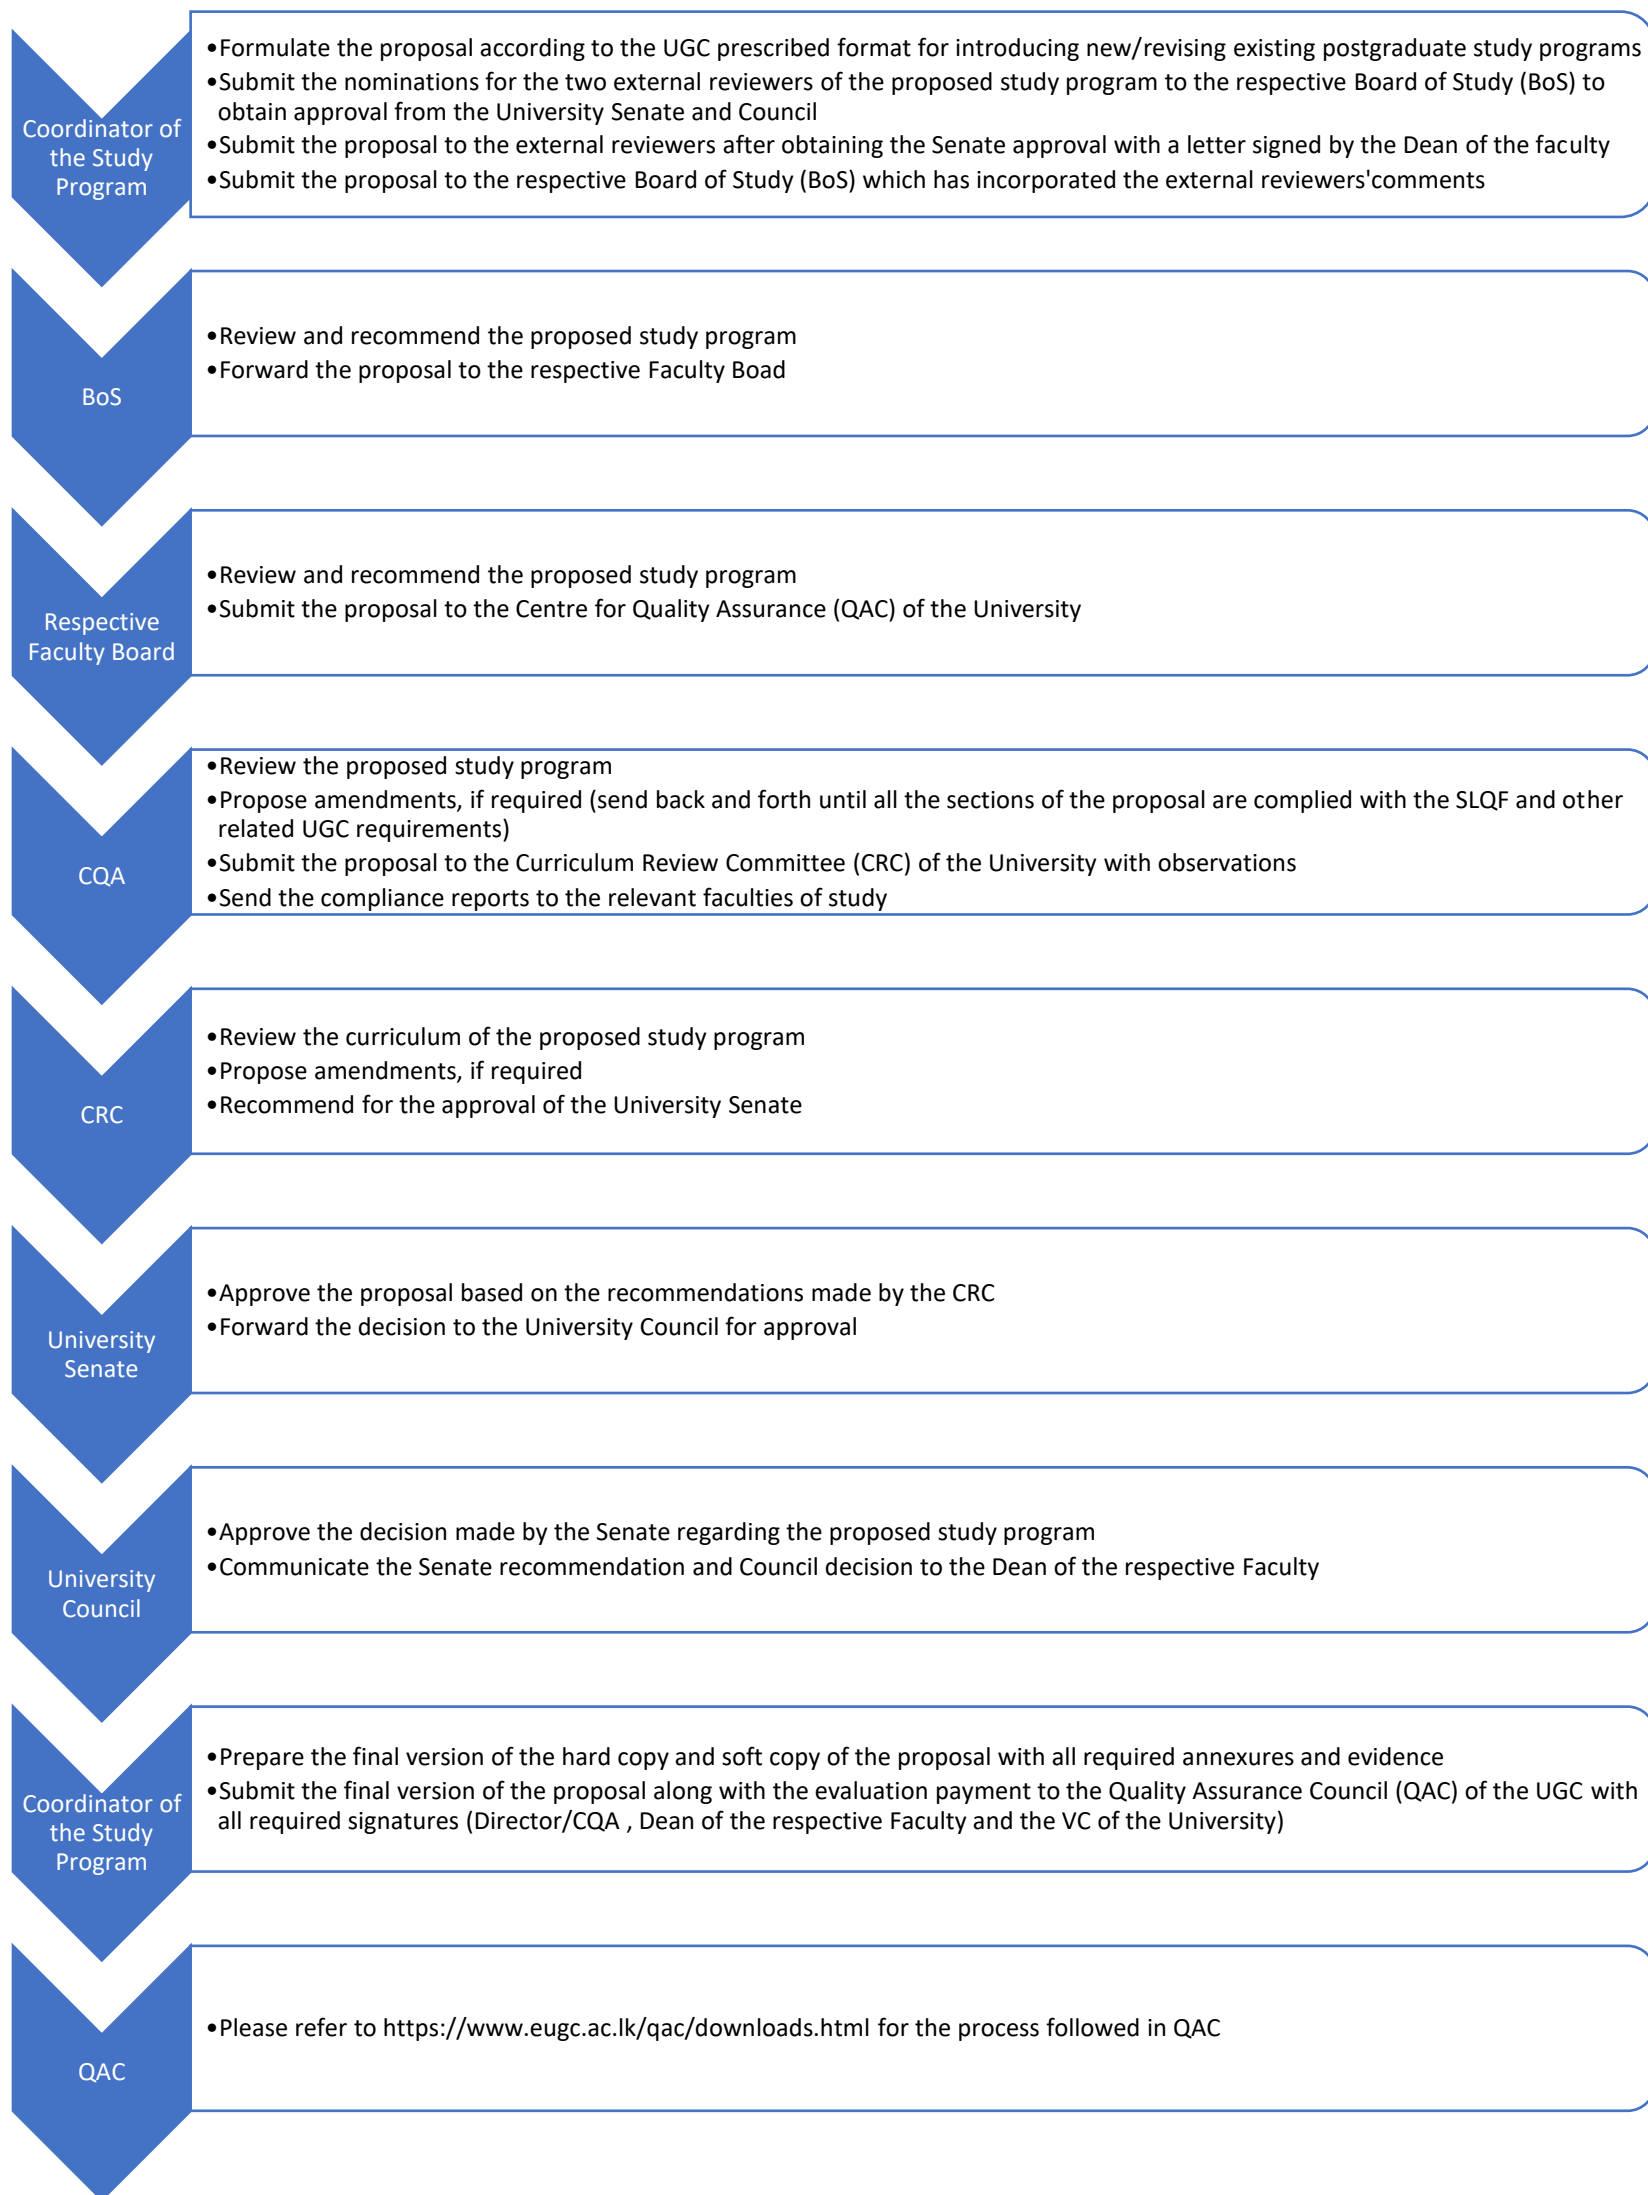 Coordinator of
the Study
Program
•Formulate the proposal according to the UGC prescribed format for introducing new/revising existing postgraduate study programs
•Submit the nominations for the two external reviewers of the proposed study program to the respective Board of Study (BoS) to
obtain approval from the University Senate and Council
•Submit the proposal to the external reviewers after obtaining the Senate approval with a letter signed by the Dean of the faculty
•Submit the proposal to the respective Board of Study (BoS) which has incorporated the external reviewers'comments
BoS
•Review and recommend the proposed study program
•Forward the proposal to the respective Faculty Boad
Respective
Faculty Board
•Review and recommend the proposed study program
•Submit the proposal to the Centre for Quality Assurance (QAC) of the University
CQA
•Review the proposed study program
•Propose amendments, if required (send back and forth until all the sections of the proposal are complied with the SLQF and other
related UGC requirements)
•Submit the proposal to the Curriculum Review Committee (CRC) of the University with observations
•Send the compliance reports to the relevant faculties of study
CRC
•Review the curriculum of the proposed study program
•Propose amendments, if required
•Recommend for the approval of the University Senate
University
Senate
•Approve the proposal based on the recommendations made by the CRC
•Forward the decision to the University Council for approval
University
Council
•Approve the decision made by the Senate regarding the proposed study program
•Communicate the Senate recommendation and Council decision to the Dean of the respective Faculty
Coordinator of
the Study
Program
•Prepare the final version of the hard copy and soft copy of the proposal with all required annexures and evidence
•Submit the final version of the proposal along with the evaluation payment to the Quality Assurance Council (QAC) of the UGC with
all required signatures (Director/CQA , Dean of the respective Faculty and the VC of the University)
QAC
•Please refer to https://www.eugc.ac.lk/qac/downloads.html for the process followed in QAC